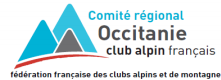 Comité régional
Occitanie
club alpin français
fédération française des clubs alpins et de montagne